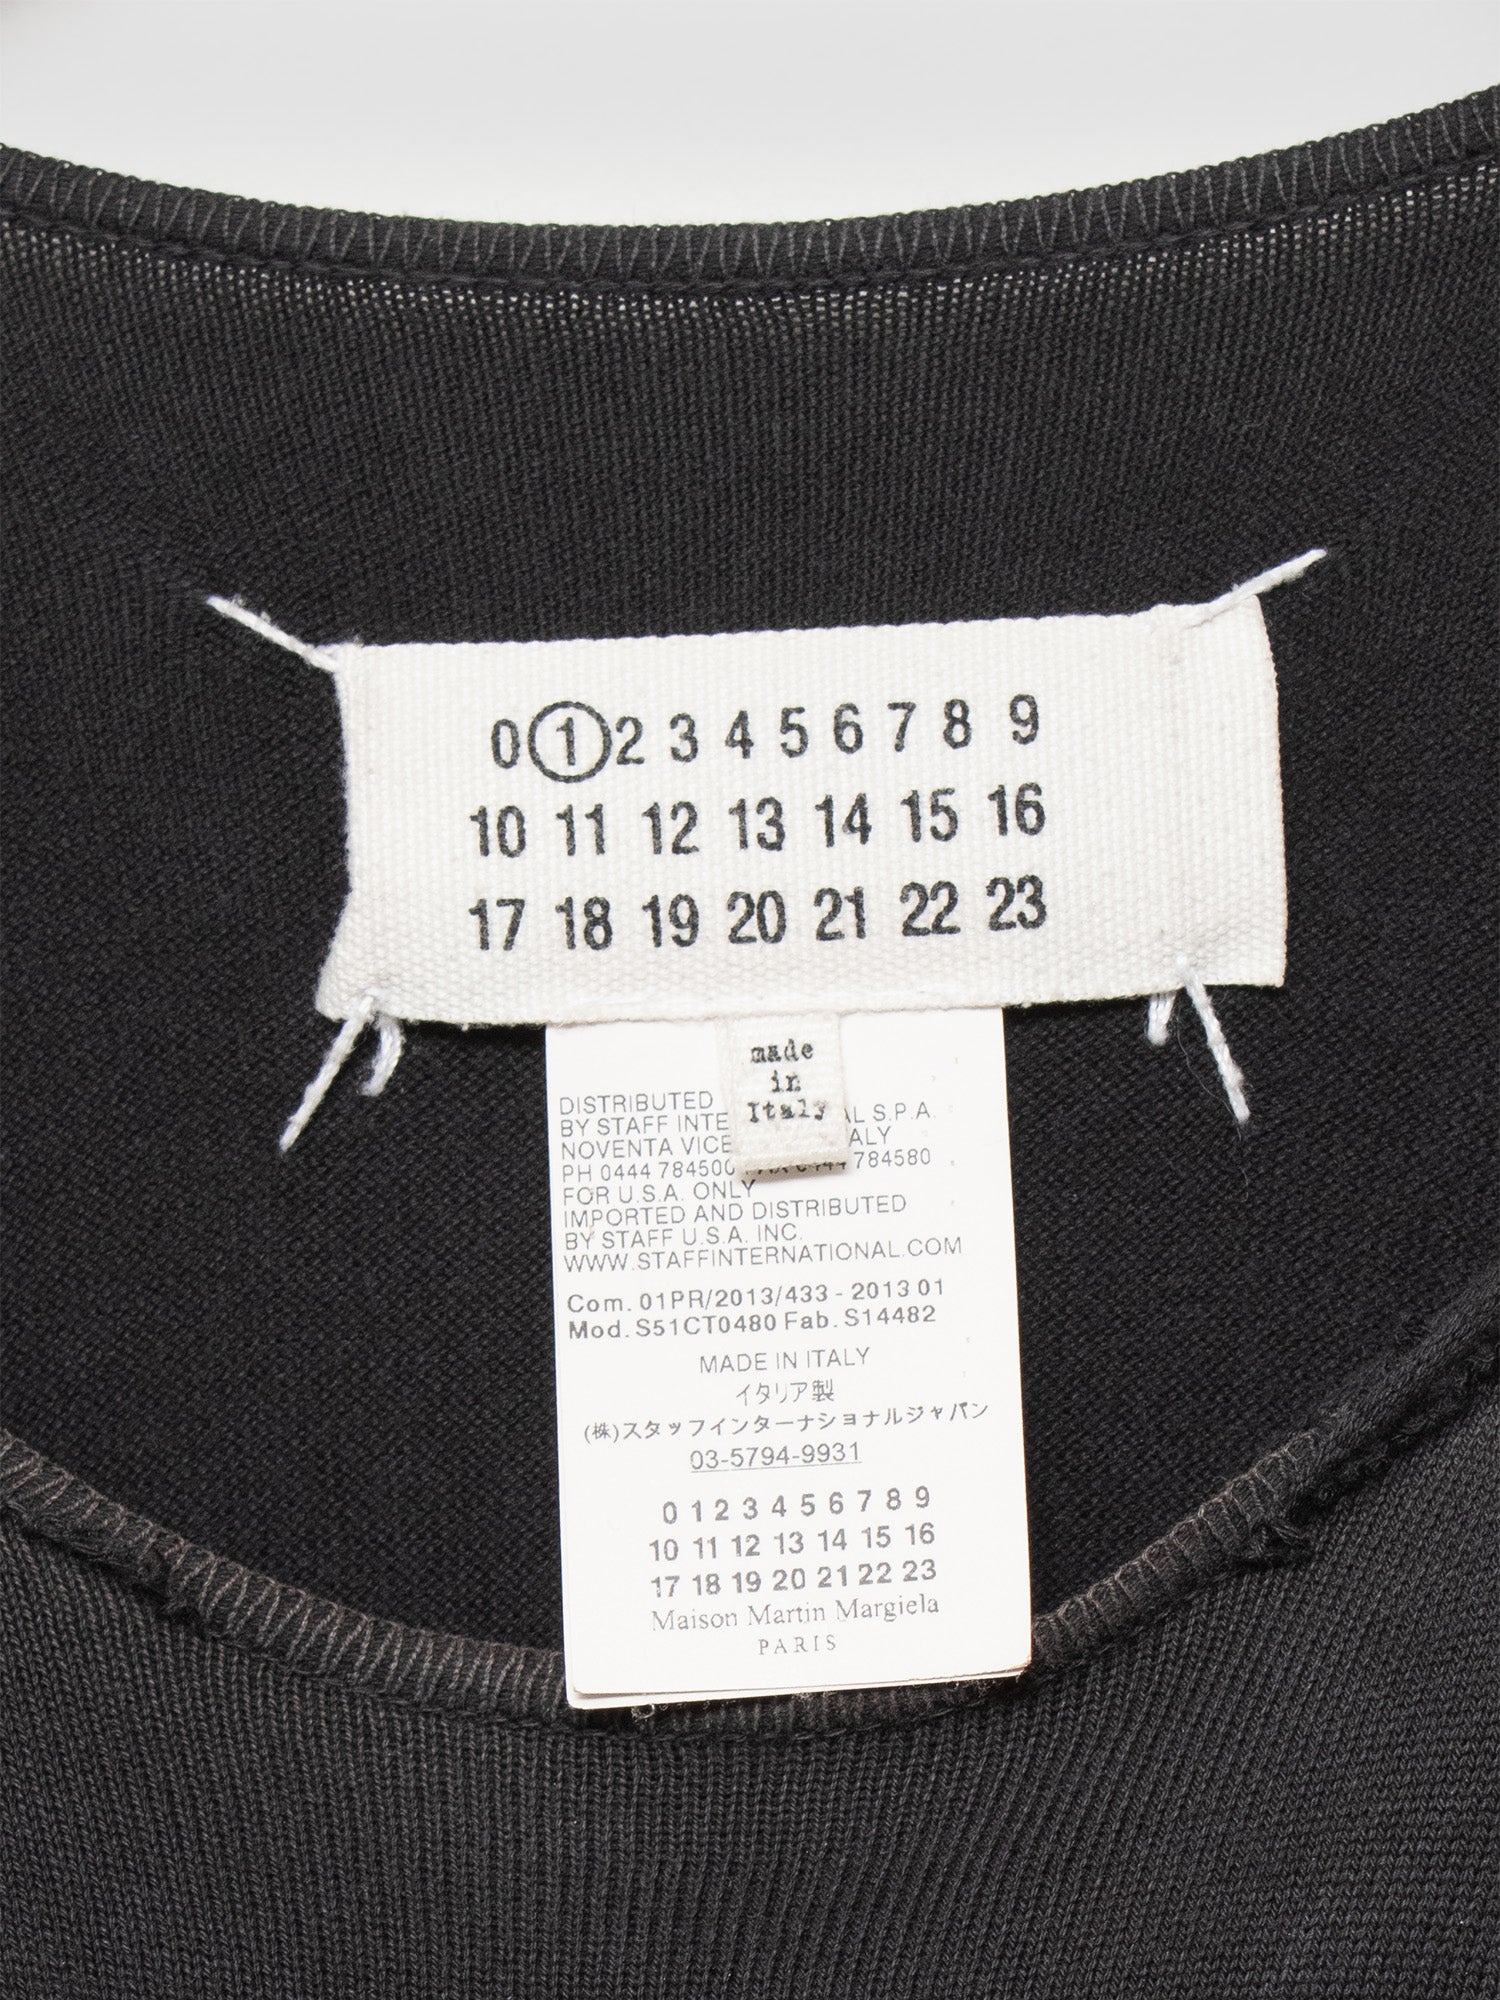 0 1 2 3 4 5 6 7 8 9
10 11 12 13 14 15 16
17 18 19 20 21 22 23
made
in
Italy
DISTRIBUTED
BY STAFF S.P.A.
NOVENTA
PH 0444 784580
FOR U.S.A. ONLY
IMPORTED AND DISTRIBUTED
BY STAFF U.S.A. INC.
WWW.STAFFINTERNATIONAL.COM
Com. 01PR/2013/433 - 2013 01
Mod. S51CT0480 Fab. S14482
MADE IN ITALY
イタリア製
(株)スタッフインターナショナルジャパン
03-5794-9931
0 1 2 3 4 5 6 7 8 9
10 11 12 13 14 15 16
17 18 19 20 21 22 23
Maison Martin Margiela
PARIS